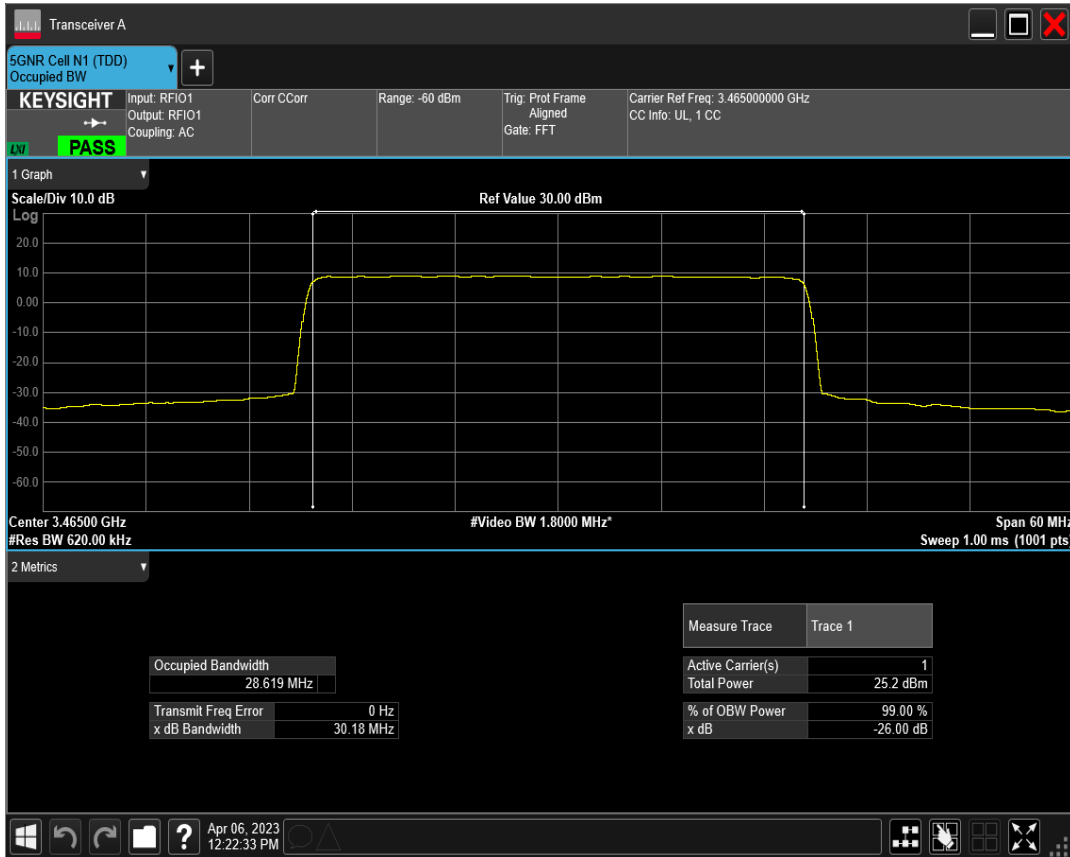 Transceiver A
5GNR Cell N1 (TDD)
Occupied BW
+
KEYSIGHT
LXI
PASS
Input: RFIO1
Output: RFIO1
Coupling: AC
Corr CCorr
Range: -60 dBm
Trig: Prot Frame
Aligned
Gate: FFT
Carrier Ref Freq: 3.465000000 GHz
CC Info: UL, 1 CC
1 Graph
Scale/Div 10.0 dB
Ref Value 30.00 dBm
Log
20.0
10.0
0.00
-10.0
-20.0
-30.0
-40.0
-50.0
-60.0
Center 3.46500 GHz
#Video BW 1.8000 MHz*
Span 60 MHz
#Res BW 620.00 kHz
Sweep 1.00 ms (1001 pts)
2 Metrics
Measure Trace Trace 1
Occupied Bandwidth
28.619 MHz
Active Carrier(s) 1
Total Power 25.2 dBm
Transmit Freq Error 0 Hz
x dB Bandwidth 30.18 MHz
% of OBW Power 99.00 %
x dB -26.00 dB
?
Apr 06, 2023
12:22:33 PM